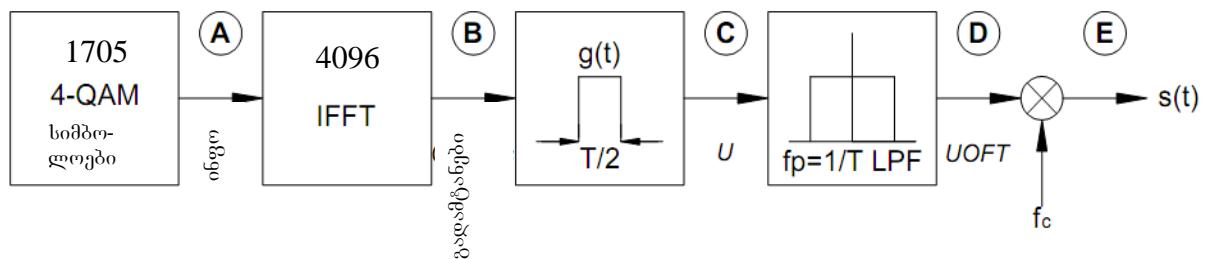 1705
4-QAM
სიმბო-
ლოები
A
ინფო
4096
IFFT
B
გადამტანები
g(t)
T/2
C
U
fp=1/T LPF
D
UOFT
E
s(t)
fc